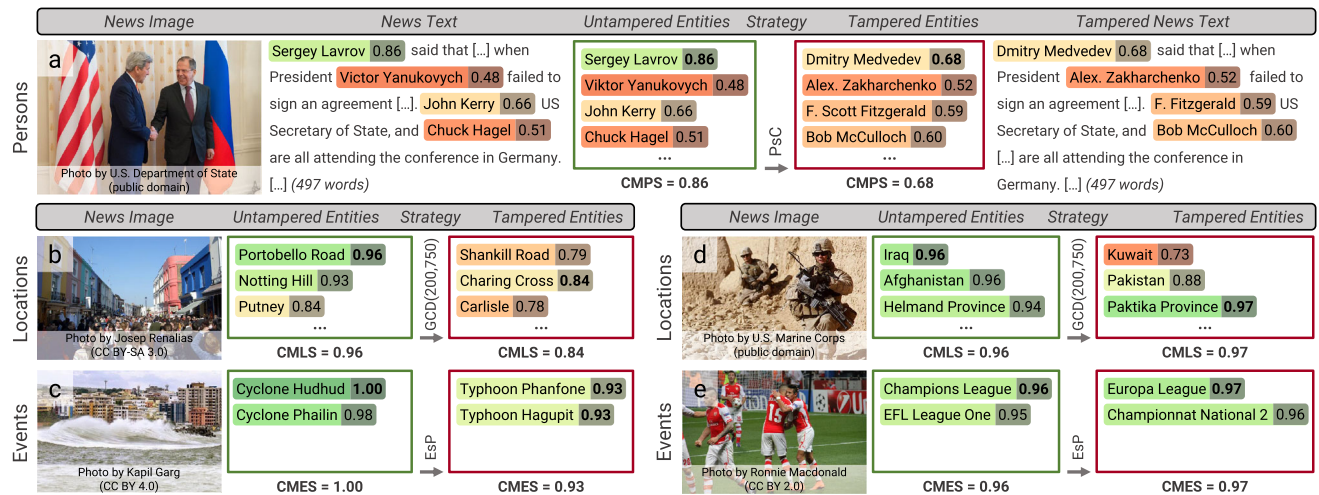 News Image News Text Untampered Entities Strategy Tampered Entities Tampered News Text
Persons
a
Photo by U.S. Department of State
(public domain)
Sergey Lavrov 0.86 said that [...] when
President Victor Yanukovych 0.48 failed to
sign an agreement [...]. John Kerry 0.66 US
Secretary of State, and Chuck Hagel 0.51
are all attending the conference in Germany.
[...] (497 words)
Sergey Lavrov 0.86
Viktor Yanukovych 0.48
John Kerry 0.66
Chuck Hagel 0.51
...
CMPS = 0.86
PsC
Dmitry Medvedev 0.68
Alex. Zakharchenko 0.52
F. Scott Fitzgerald 0.59
Bob McCulloch 0.60
...
CMPS = 0.68
Dmitry Medvedev 0.68 said that [...] when
President Alex. Zakharchenko 0.52 failed to
sign an agreement [...]. F. Fitzgerald 0.59 US
Secretary of State, and Bob McCulloch 0.60
[...] are all attending the conference in
Germany. [...] (497 words)
News Image Untampered Entities Strategy Tampered Entities
Locations
b
Photo by Josep Renalias
(CC BY-SA 3.0)
Portobello Road 0.96
Notting Hill 0.93
Putney 0.84
...
CMLS = 0.96
LGCD(200,750)
Shankill Road 0.79
Charing Cross 0.84
Carlisle 0.78
...
CMLS = 0.84
Events
c
Photo by Kapil Garg
(CC BY 4.0)
Cyclone Hudhud 1.00
Cyclone Phailin 0.98
CMES = 1.00
EsP
Typhoon Phanfone 0.93
Typhoon Hagupit 0.93
CMES = 0.93
News Image Untampered Entities Strategy Tampered Entities
Locations
d
Photo by U.S. Marine Corps
(public domain)
Iraq 0.96
Afghanistan 0.96
Helmand Province 0.94
...
CMLS = 0.96
LGCD(200,750)
Kuwait 0.73
Pakistan 0.88
Paktika Province 0.97
...
CMLS = 0.97
Events
e
Photo by Ronnie Macdonald
(CC BY 2.0)
Champions League 0.96
EFL League One 0.95
CMES = 0.96
EsP
Europa League 0.97
Championnat National 2 0.96
CMES = 0.97